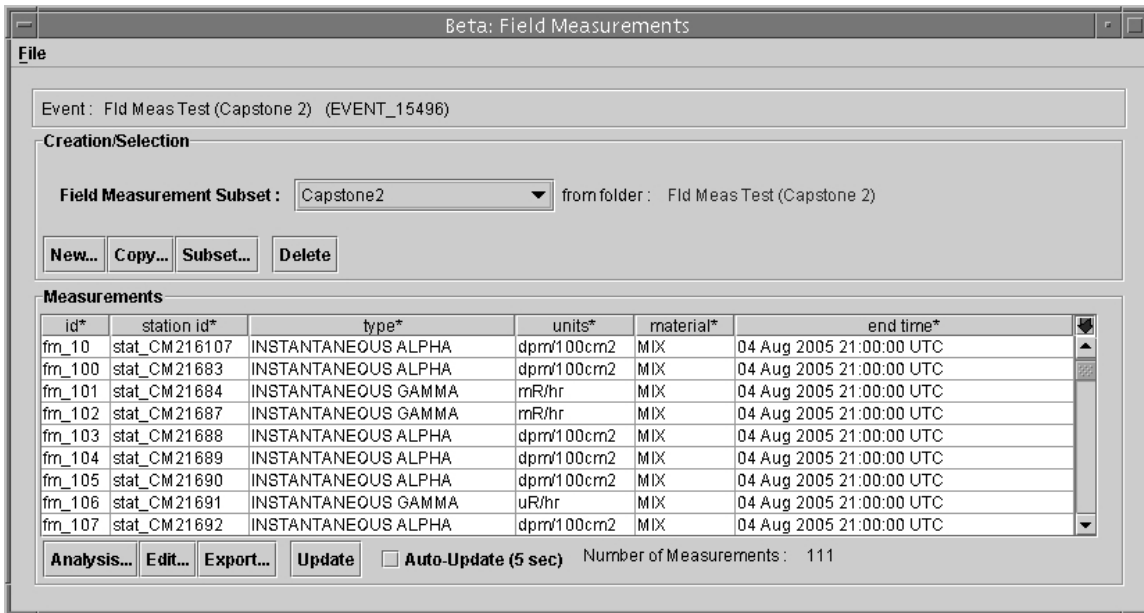 Beta: Field Measurements
File
Event : Fld Meas Test (Capstone 2) (EVENT_15496)
Creation/Selection
Field Measurement Subset : Capstone2 from folder : Fld Meas Test (Capstone 2)
New... Copy... Subset... Delete
Measurements
id* station id* type* units* material* end time*
fm_10 stat_CM216107 INSTANTANEOUS ALPHA dpm/100cm2 MIX 04 Aug 2005 21:00:00 UTC
fm_100 stat_CM21683 INSTANTANEOUS ALPHA dpm/100cm2 MIX 04 Aug 2005 21:00:00 UTC
fm_101 stat_CM21684 INSTANTANEOUS GAMMA mR/hr MIX 04 Aug 2005 21:00:00 UTC
fm_102 stat_CM21687 INSTANTANEOUS GAMMA mR/hr MIX 04 Aug 2005 21:00:00 UTC
fm_103 stat_CM21688 INSTANTANEOUS ALPHA dpm/100cm2 MIX 04 Aug 2005 21:00:00 UTC
fm_104 stat_CM21689 INSTANTANEOUS ALPHA dpm/100cm2 MIX 04 Aug 2005 21:00:00 UTC
fm_105 stat_CM21690 INSTANTANEOUS ALPHA dpm/100cm2 MIX 04 Aug 2005 21:00:00 UTC
fm_106 stat_CM21691 INSTANTANEOUS GAMMA uR/hr MIX 04 Aug 2005 21:00:00 UTC
fm_107 stat_CM21692 INSTANTANEOUS ALPHA dpm/100cm2 MIX 04 Aug 2005 21:00:00 UTC
Analysis... Edit... Export... Update Auto-Update (5 sec) Number of Measurements : 111